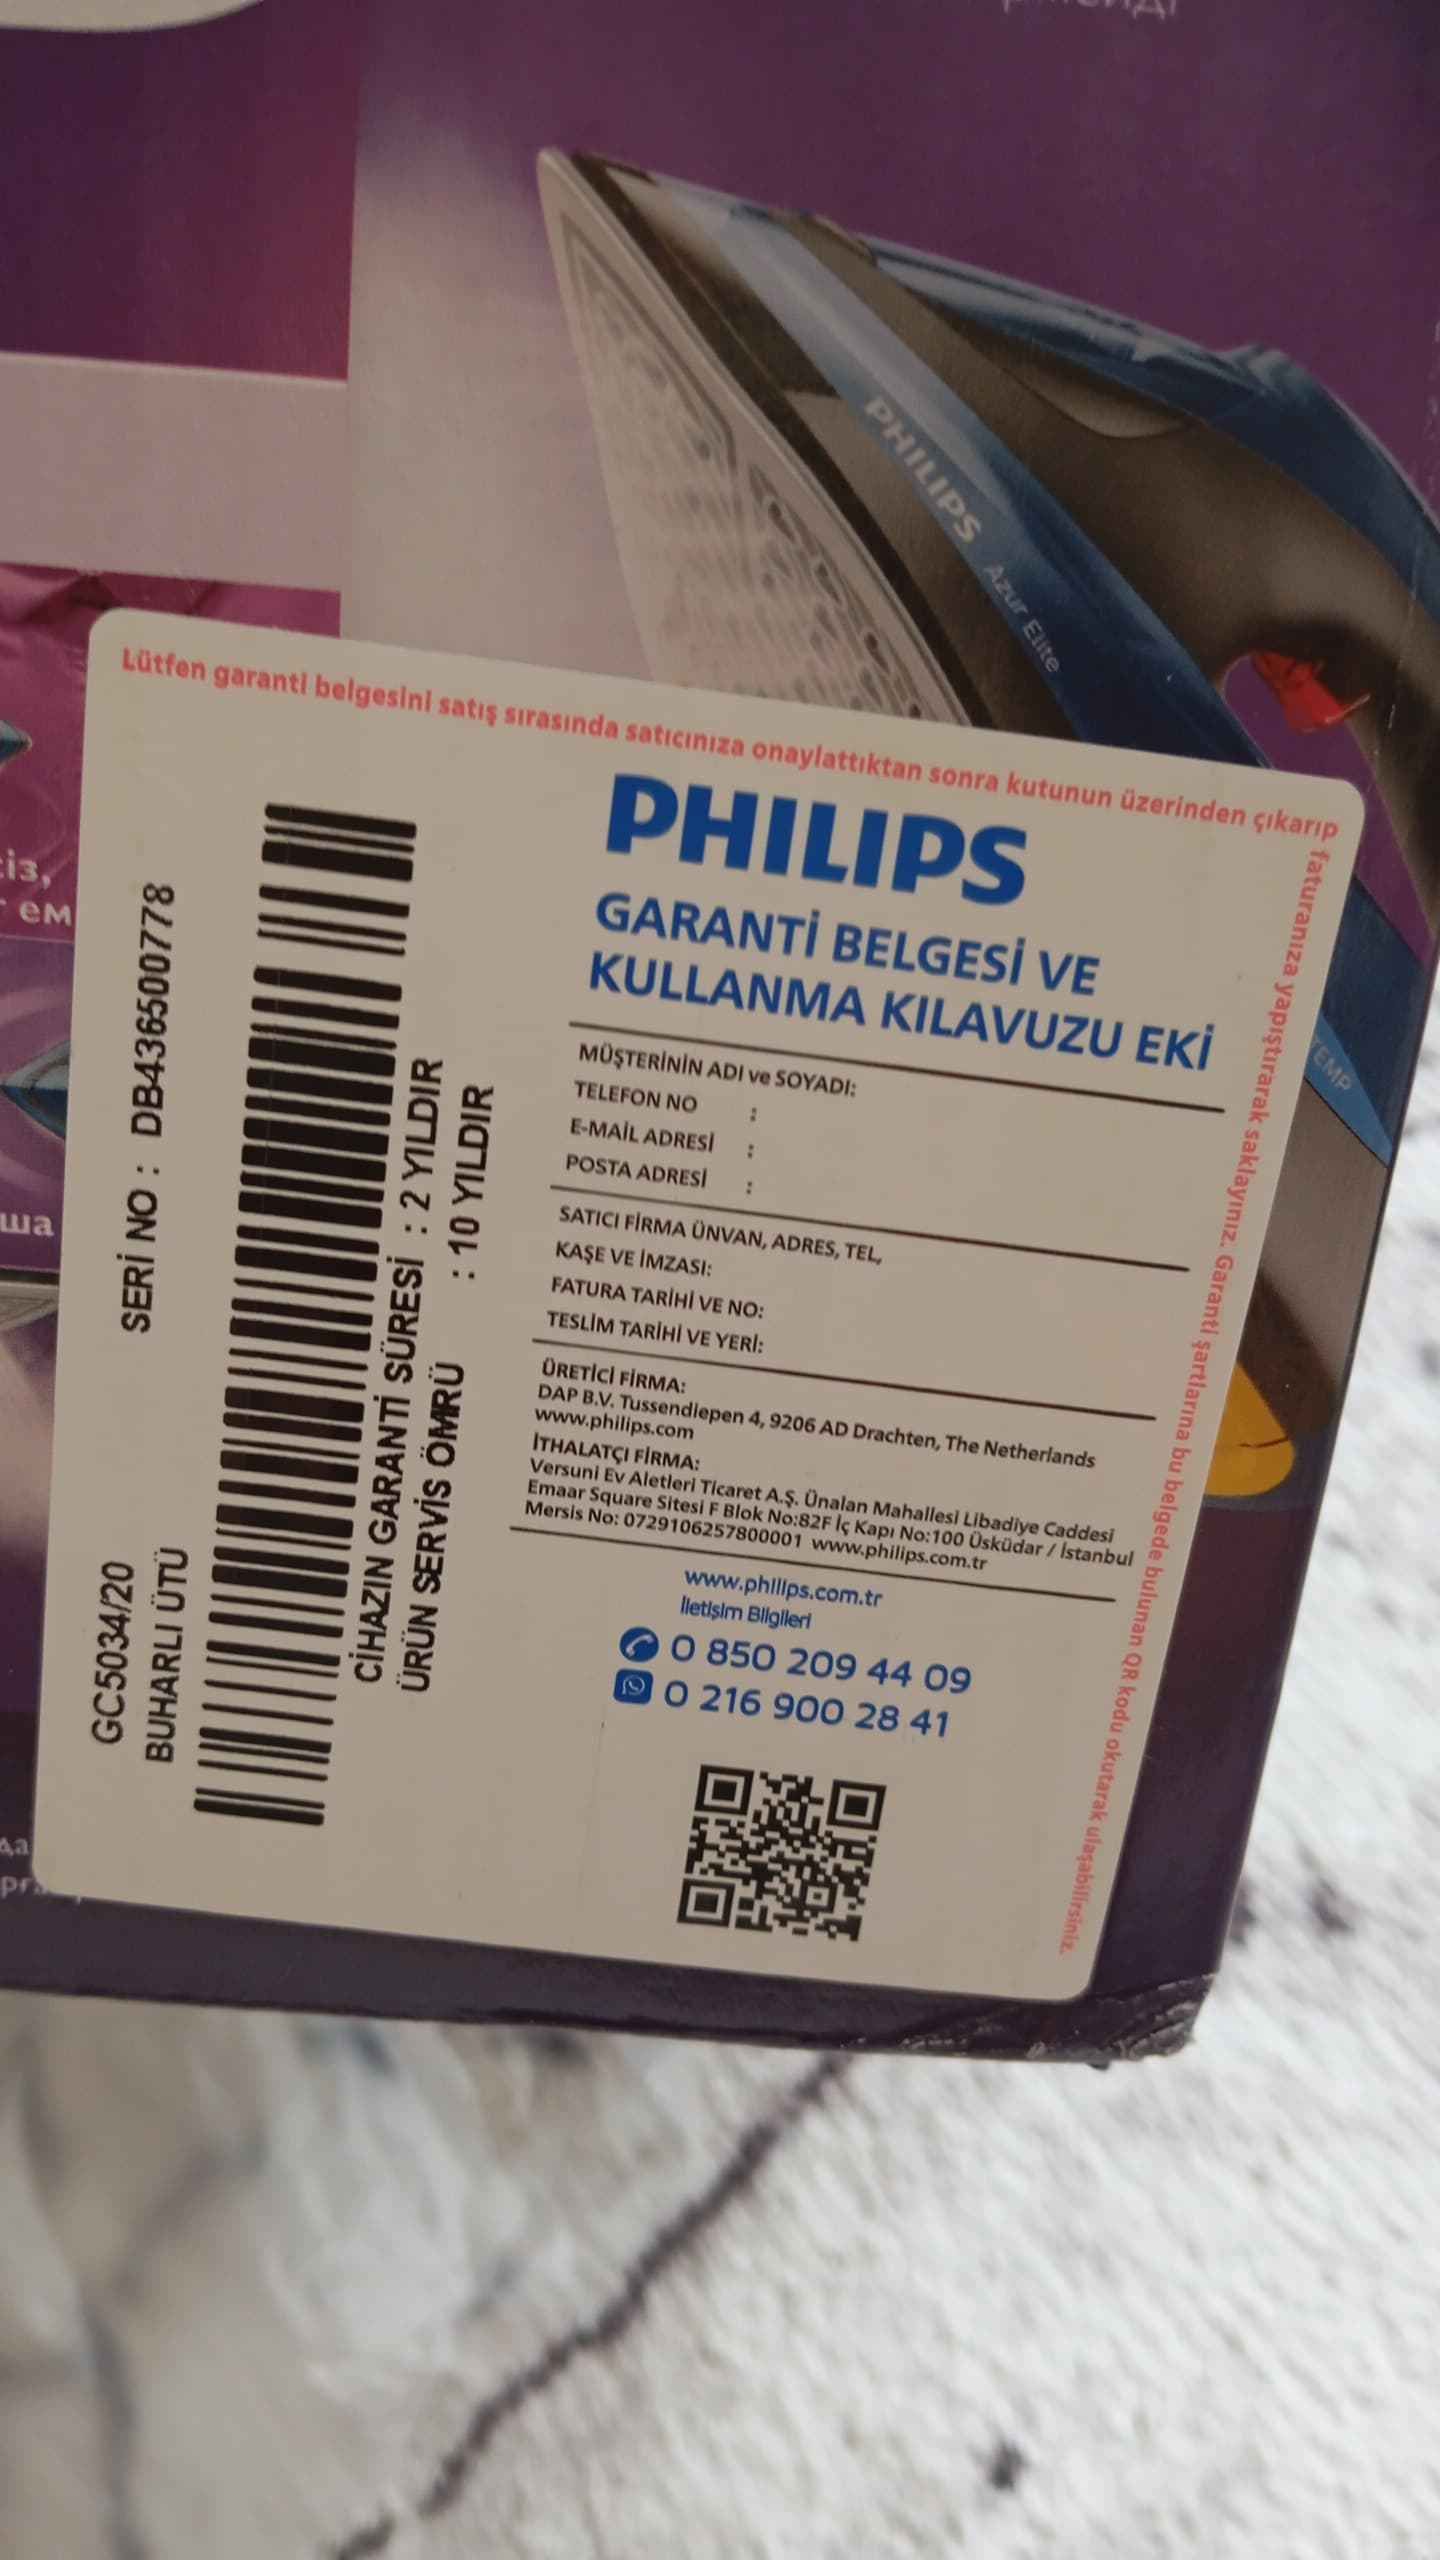 PHILIPS Azur Elite
TEMP
Lütfen garanti belgesini satış sırasında satıcınıza onaylattıktan sonra kutunun üzerinden çıkarıp
faturanıza yapıştırarak saklayınız. Garanti şartlarına bu belgede bulunan QR kodu okutarak ulaşabilirsiniz.
PHILIPS
GARANTİ BELGESİ VE
KULLANMA KILAVUZU EKİ
MÜŞTERİNİN ADI ve SOYADI:
TELEFON NO :
E-MAİL ADRESİ :
POSTA ADRESİ :
SATICI FİRMA ÜNVAN, ADRES, TEL,
KAŞE VE İMZASI:
FATURA TARİHİ VE NO:
TESLİM TARİHİ VE YERİ:
ÜRETİCİ FİRMA:
DAP B.V. Tussendiepen 4, 9206 AD Drachten, The Netherlands
www.philips.com
İTHALATÇI FİRMA:
Versuni Ev Aletleri Ticaret A.Ş. Ünalan Mahallesi Libadiye Caddesi
Emaar Square Sitesi F Blok No:82F İç Kapı No:100 Üsküdar / İstanbul
Mersis No: 0729106257800001 www.philips.com.tr
www.philips.com.tr
İletişim Bilgileri
0 850 209 44 09
0 216 900 28 41
GC5034/20 SERİ NO : DB436500778
BUHARLI ÜTÜ
CİHAZIN GARANTİ SÜRESİ : 2 YILDIR
ÜRÜN SERVİS ÖMRÜ : 10 YILDIR